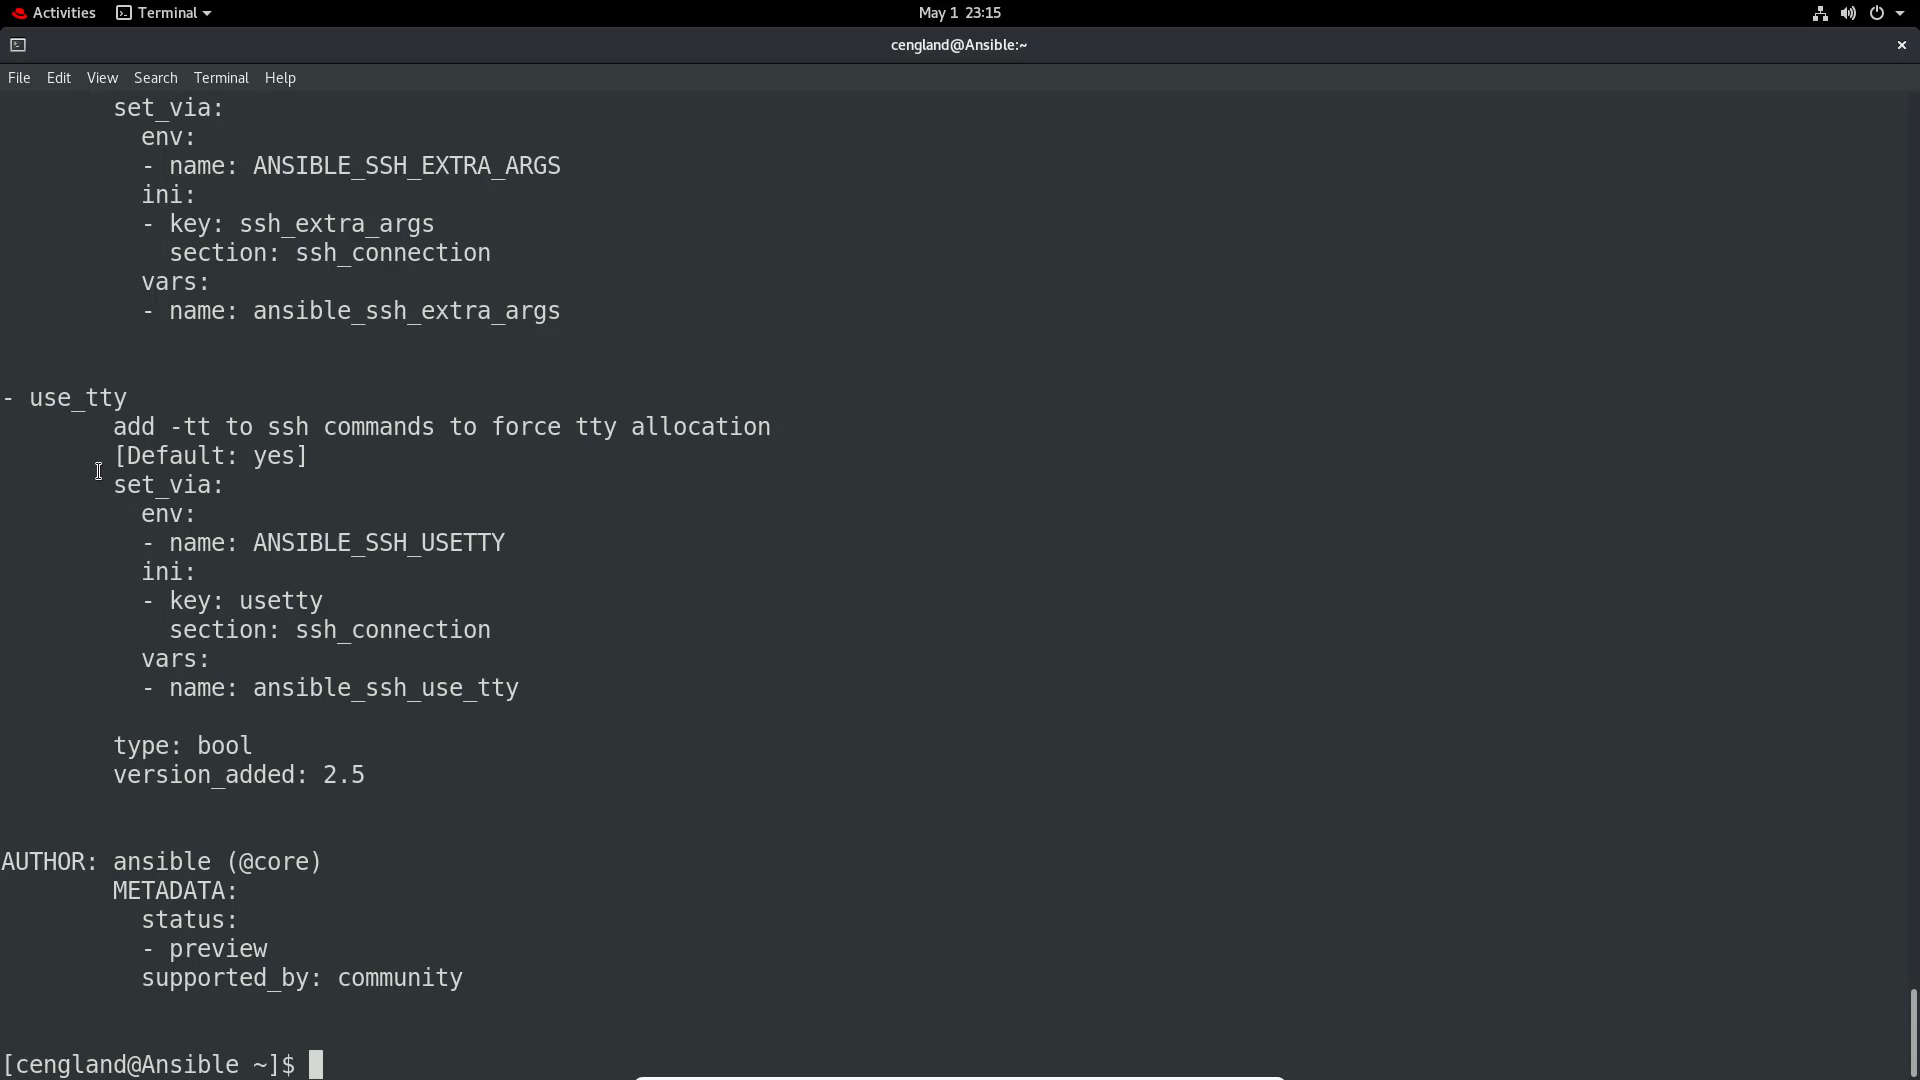 Activities Terminal May 1 23:15
cengland@Ansible:~
File Edit View Search Terminal Help
set_via:
env:
- name: ANSIBLE_SSH_EXTRA_ARGS
ini:
- key: ssh_extra_args
section: ssh_connection
vars:
- name: ansible_ssh_extra_args
- use_tty
add -tt to ssh commands to force tty allocation
[Default: yes]
set_via:
env:
- name: ANSIBLE_SSH_USETTY
ini:
- key: usetty
section: ssh_connection
vars:
- name: ansible_ssh_use_tty
type: bool
version_added: 2.5
AUTHOR: ansible (@core)
METADATA:
status:
- preview
supported_by: community
[cengland@Ansible ~]$